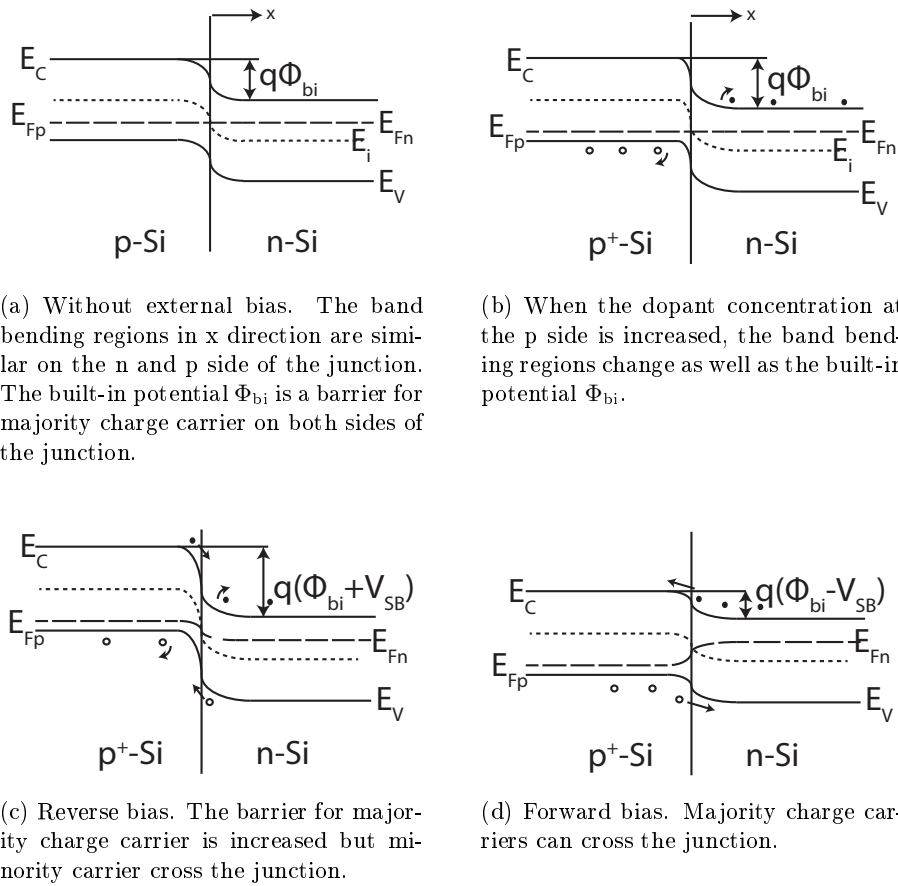 x
E_C
qΦ_bi
E_Fp
E_Fn
E_i
E_V
p-Si
n-Si
(a) Without external bias. The band
bending regions in x direction are simi-
lar on the n and p side of the junction.
The built-in potential Φ_bi is a barrier for
majority charge carrier on both sides of
the junction.
x
E_C
qΦ_bi
E_Fp
E_Fn
E_i
E_V
p⁺-Si
n-Si
(b) When the dopant concentration at
the p side is increased, the band bend-
ing regions change as well as the built-in
potential Φ_bi.
E_C
q(Φ_bi+V_SB)
E_Fp
E_Fn
E_V
p⁺-Si
n-Si
(c) Reverse bias. The barrier for major-
ity charge carrier is increased but mi-
nority carrier cross the junction.
E_C
q(Φ_bi-V_SB)
E_Fp
E_Fn
E_V
p⁺-Si
n-Si
(d) Forward bias. Majority charge car-
riers can cross the junction.